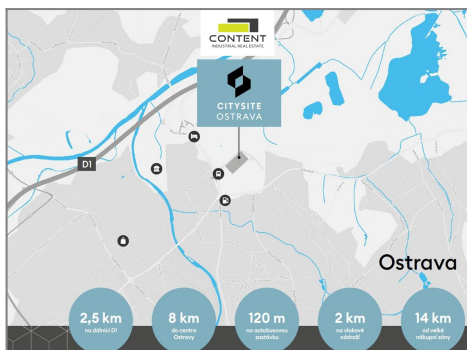 CONTENT
INDUSTRIAL REAL ESTATE
CITYSITE
OSTRAVA
D1
Ostrava
2,5 km
na dálnici D1
8 km
do centra
Ostravy
120 m
na autobusovou
zastávku
2 km
na vlakové
nádraží
14 km
od velké
nákupní zóny